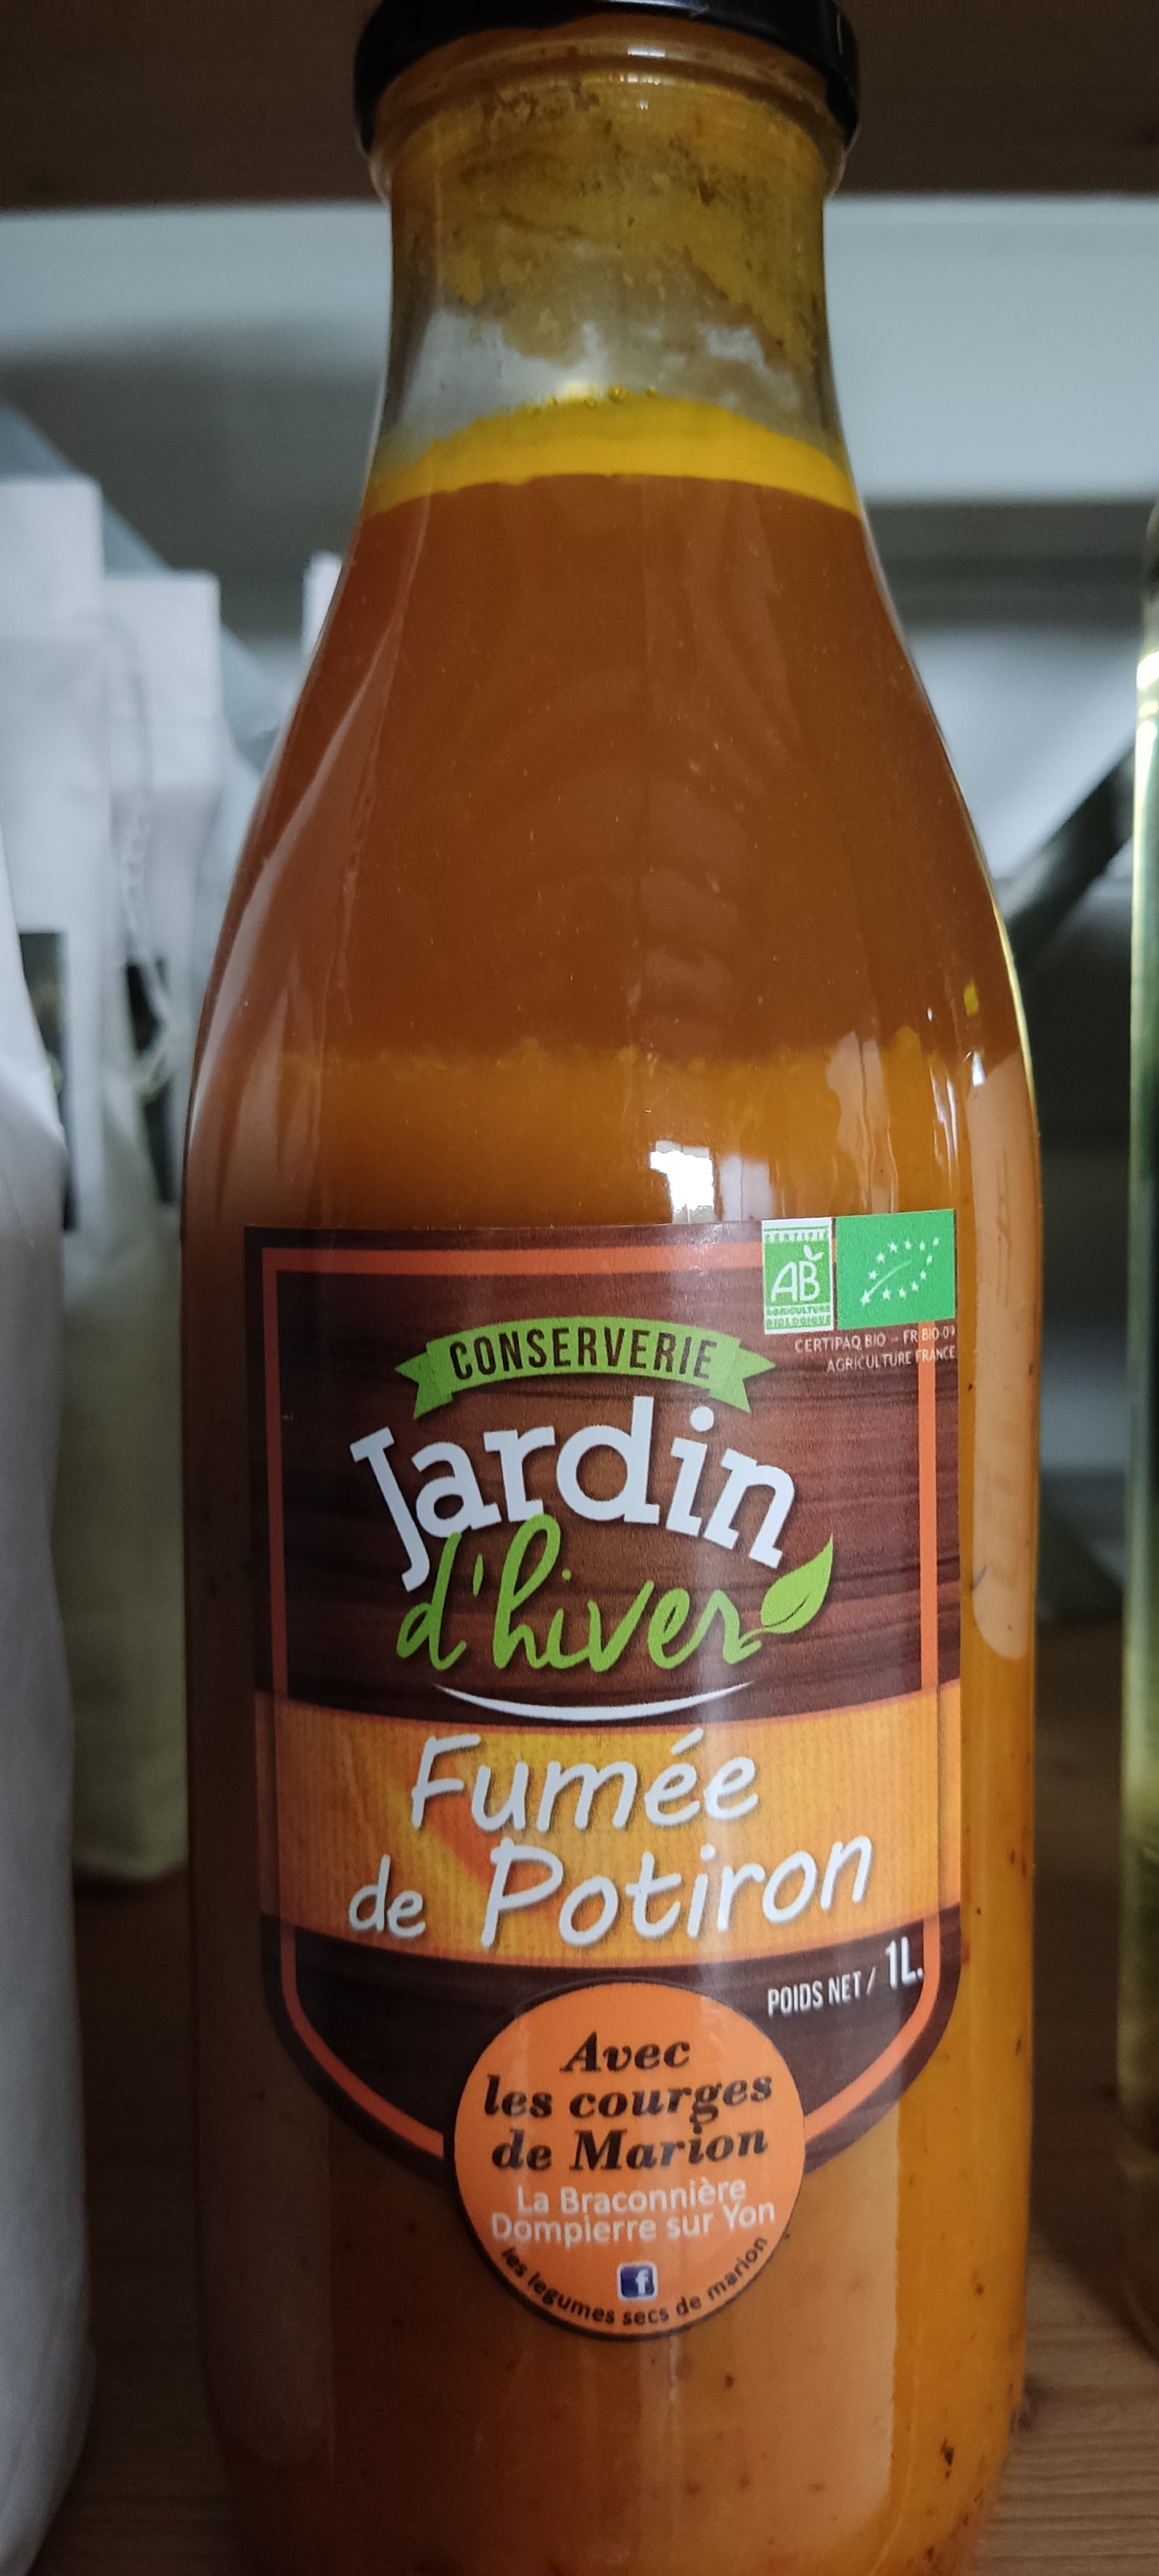 CERTIFIÉ
AB
AGRICULTURE
BIOLOGIQUE
CERTIPAQ BIO - FR BIO-09
AGRICULTURE FRANCE
CONSERVERIE
Jardin
d'hiver
Fumée
de Potiron
POIDS NET / 1L.
Avec
les courges
de Marion
La Braconnière
Dompierre sur Yon
f
les legumes secs de marion